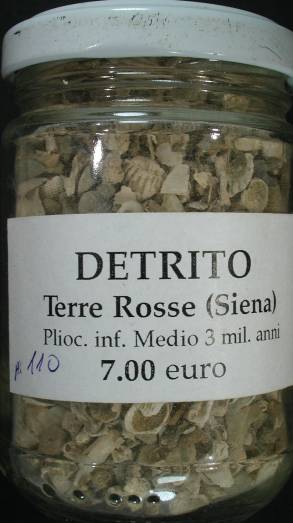 DETRITO
Terre Rosse (Siena)
Plioc. inf. Medio 3 mil. anni
110 7.00 euro